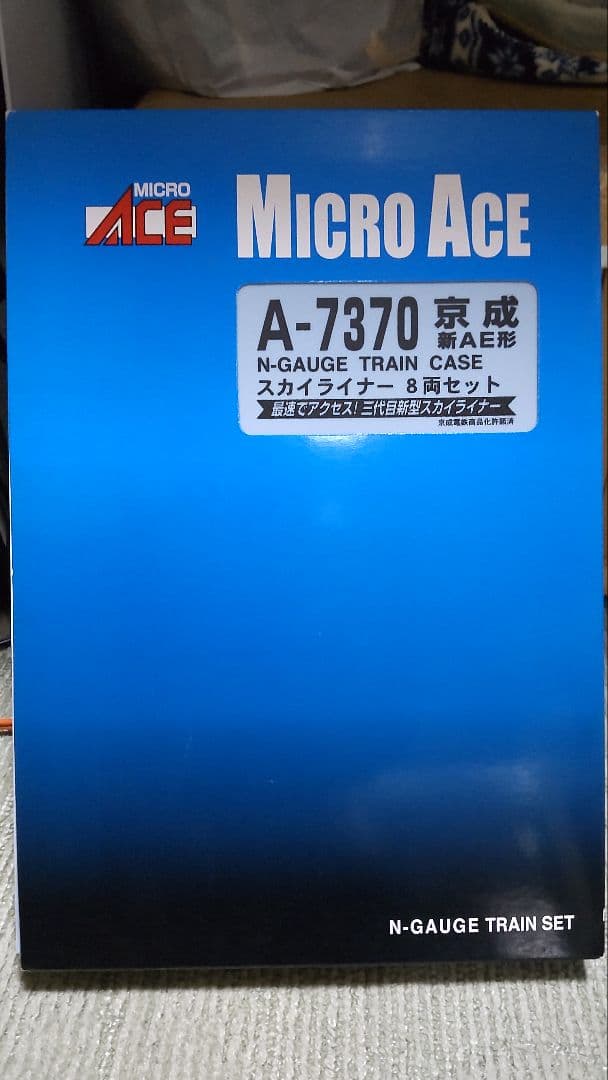 MICRO
ACE
MICRO ACE
A-7370 京成
新AE形
N-GAUGE TRAIN CASE
スカイライナー 8両セット
最速でアクセス!三代目新型スカイライナー
京成電鉄商品化許諾済
N-GAUGE TRAIN SET